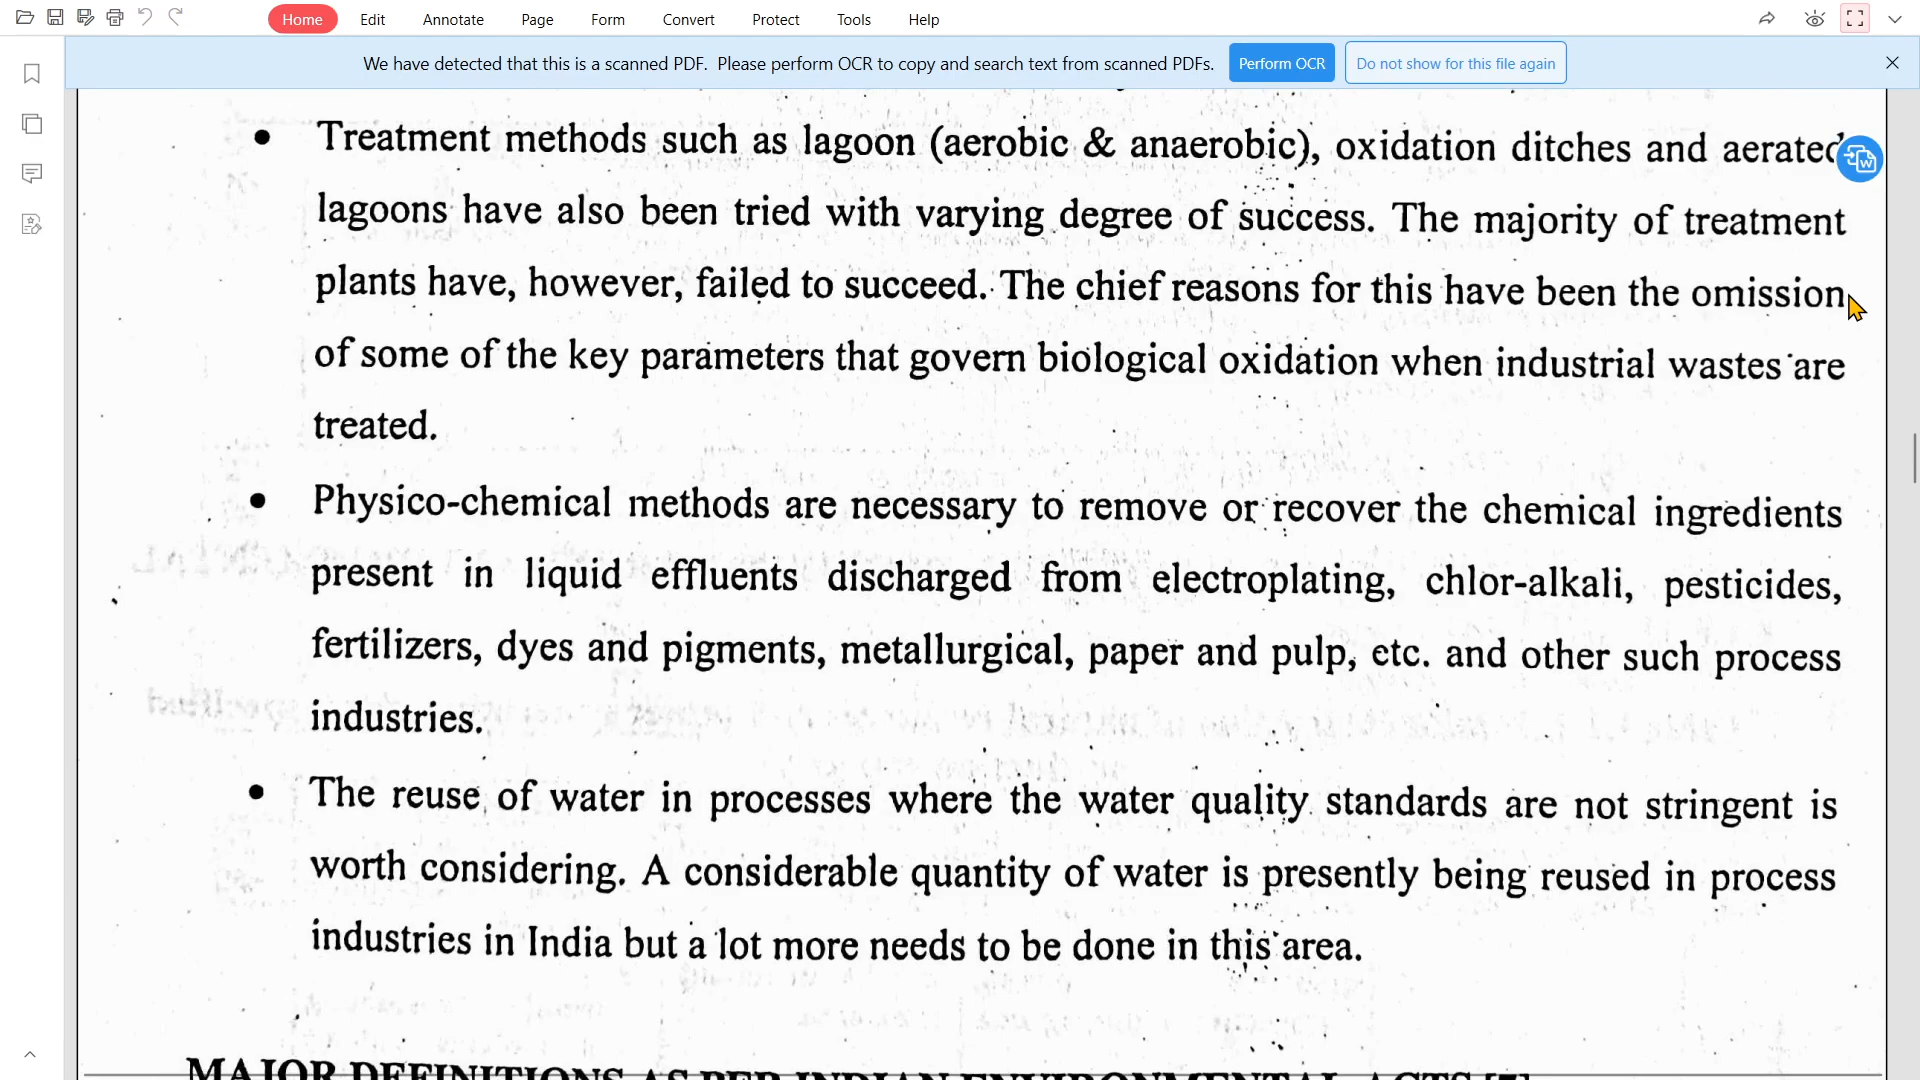 Home Edit Annotate Page Form Convert Protect Tools Help
We have detected that this is a scanned PDF. Please perform OCR to copy and search text from scanned PDFs. Perform OCR Do not show for this file again
• Treatment methods such as lagoon (aerobic & anaerobic), oxidation ditches and aerated
lagoons have also been tried with varying degree of success. The majority of treatment
plants have, however, failed to succeed. The chief reasons for this have been the omission
of some of the key parameters that govern biological oxidation when industrial wastes are
treated.
• Physico-chemical methods are necessary to remove or recover the chemical ingredients
present in liquid effluents discharged from electroplating, chlor-alkali, pesticides,
fertilizers, dyes and pigments, metallurgical, paper and pulp, etc. and other such process
industries.
• The reuse of water in processes where the water quality standards are not stringent is
worth considering. A considerable quantity of water is presently being reused in process
industries in India but a lot more needs to be done in this area.
MAJOR DEFINITIONS AS PER INDIAN ENVIRONMENTAL ACTS [7]